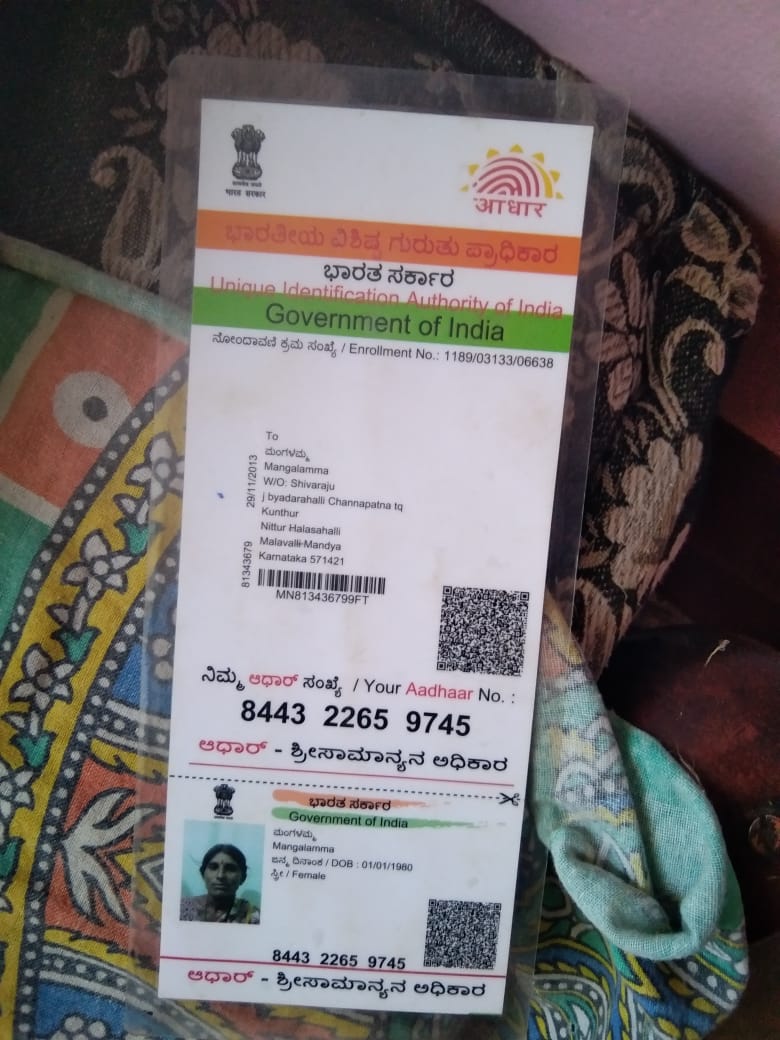 भारत सरकार
आधार
ಭಾರತೀಯ ವಿಶಿಷ್ಟ ಗುರುತು ಪ್ರಾಧಿಕಾರ
ಭಾರತ ಸರ್ಕಾರ
Unique Identification Authority of India
Government of India
ನೋಂದಾವಣಿ ಕ್ರಮ ಸಂಖ್ಯೆ / Enrollment No.: 1189/03133/06638
To
ಮಂಗಳಮ್ಮ
Mangalamma
W/O: Shivaraju
j byadarahalli Channapatna tq
Kunthur
Nittur Halasahalli
Malavalli-Mandya
Karnataka 571421
29/11/2013
81343679
MN813436799FT
ನಿಮ್ಮ ಆಧಾರ್ ಸಂಖ್ಯೆ / Your Aadhaar No. :
8443 2265 9745
ಆಧಾರ್ - ಶ್ರೀಸಾಮಾನ್ಯನ ಅಧಿಕಾರ
ಭಾರತ ಸರ್ಕಾರ
Government of India
ಮಂಗಳಮ್ಮ
Mangalamma
ಜನ್ಮ ದಿನಾಂಕ / DOB : 01/01/1980
ಸ್ತ್ರೀ / Female
8443 2265 9745
ಆಧಾರ್ - ಶ್ರೀಸಾಮಾನ್ಯನ ಅಧಿಕಾರ